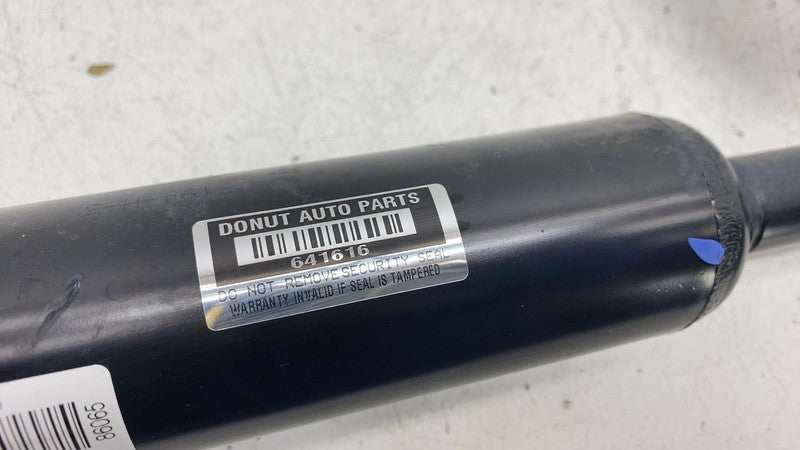 DONUT AUTO PARTS
641616
DO NOT REMOVE SECURITY SEAL
WARRANTY INVALID IF SEAL IS TAMPERED
86065